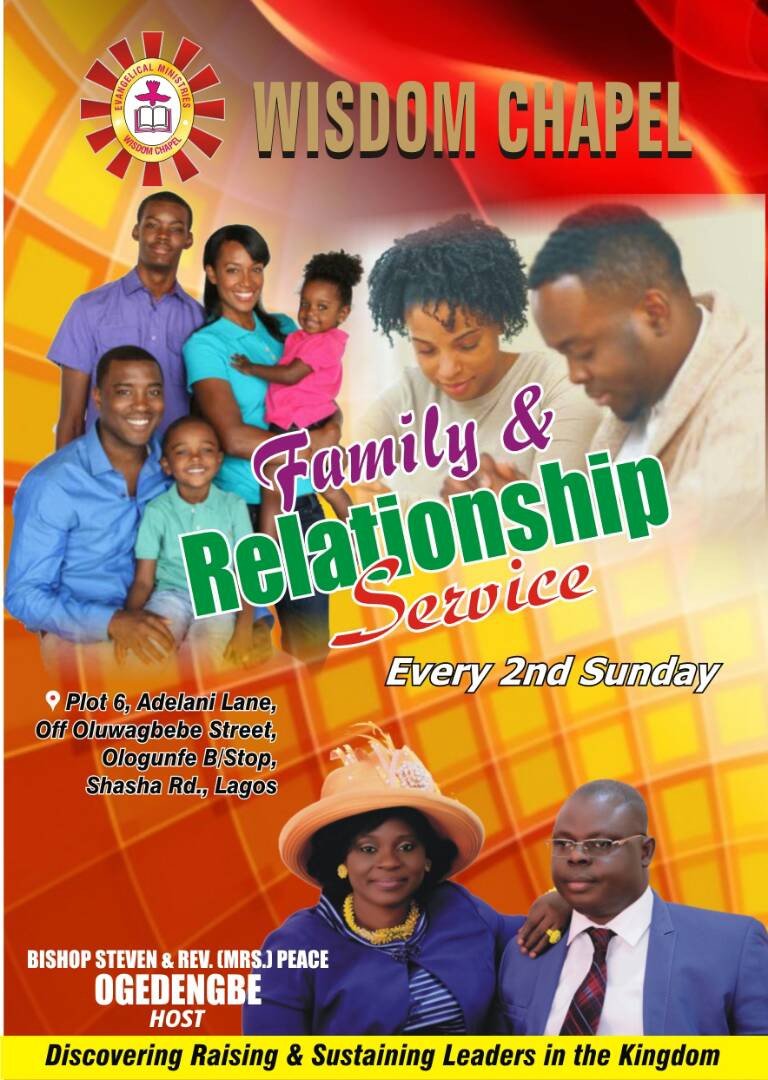 EVANGELICAL MINISTRIES
WISDOM CHAPEL
WISDOM CHAPEL
Family &
Relationship
Service
Every 2nd Sunday
Plot 6, Adelani Lane,
Off Oluwagbebe Street,
Ologunfe B/Stop,
Shasha Rd., Lagos
BISHOP STEVEN & REV. (MRS.) PEACE
OGEDENGBE
HOST
Discovering Raising & Sustaining Leaders in the Kingdom